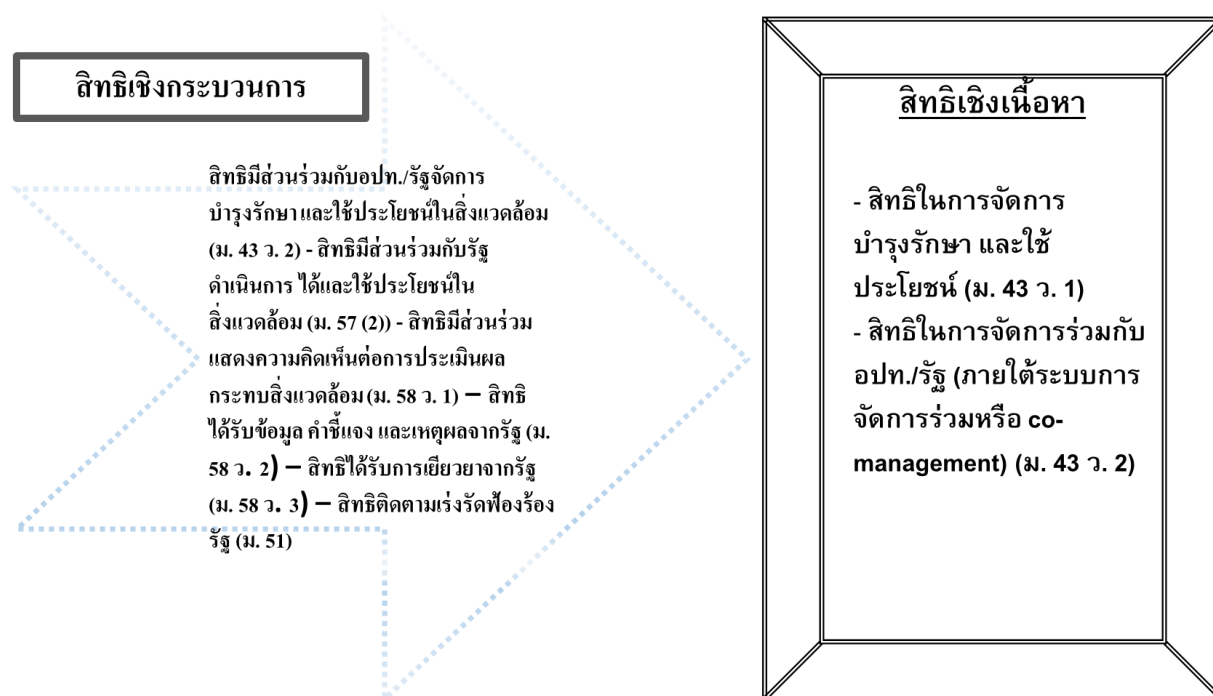 สิทธิเชิงกระบวนการ
สิทธิมีส่วนร่วมกับอปท./รัฐจัดการ
บำรุงรักษา และใช้ประโยชน์ในสิ่งแวดล้อม
(ม. 43 ว. 2) - สิทธิมีส่วนร่วมกับรัฐ
ดำเนินการ ได้และใช้ประโยชน์ใน
สิ่งแวดล้อม (ม. 57 (2)) - สิทธิมีส่วนร่วม
แสดงความคิดเห็นต่อการประเมินผล
กระทบสิ่งแวดล้อม (ม. 58 ว. 1) – สิทธิ
ได้รับข้อมูล คำชี้แจง และเหตุผลจากรัฐ (ม.
58 ว. 2) – สิทธิได้รับการเยียวยาจากรัฐ
(ม. 58 ว. 3) – สิทธิติดตามเร่งรัดฟ้องร้อง
รัฐ (ม. 51)
สิทธิเชิงเนื้อหา
- สิทธิในการจัดการ
บำรุงรักษา และใช้
ประโยชน์ (ม. 43 ว. 1)
- สิทธิในการจัดการร่วมกับ
อปท./รัฐ (ภายใต้ระบบการ
จัดการร่วมหรือ co-
management) (ม. 43 ว. 2)